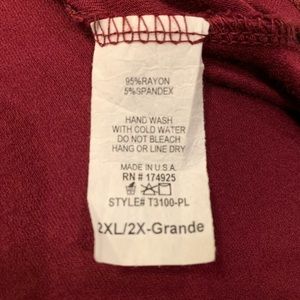 95%RAYON
5%SPANDEX
HAND WASH
WITH COLD WATER
DO NOT BLEACH
HANG OR LINE DRY
MADE IN U.S.A.
RN # 174925
STYLE# T3100-PL
2XL/2X-Grande